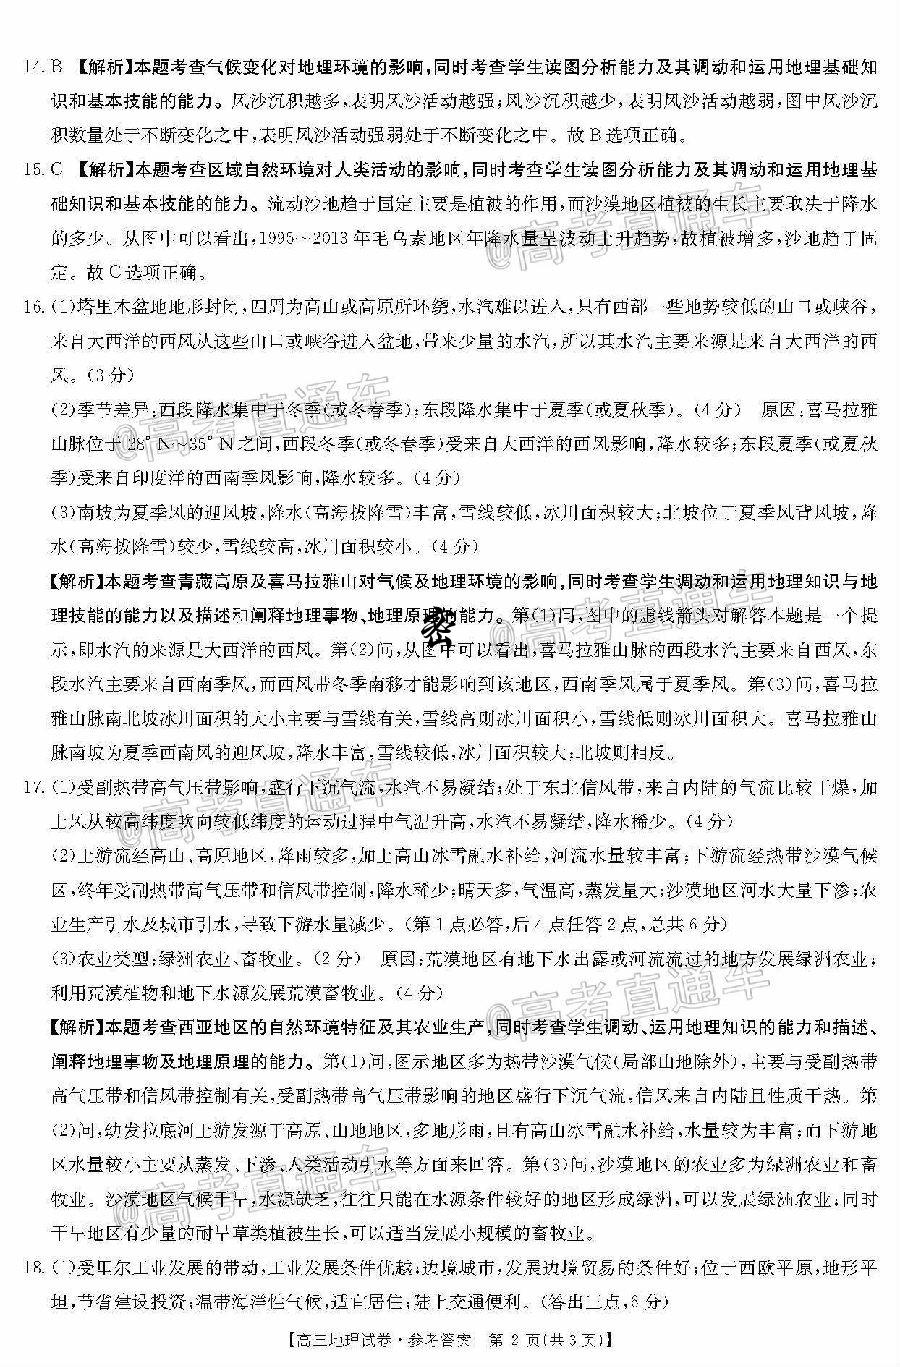 14. B 【解析】本题考查气候变化对地理环境的影响,同时考查学生读图分析能力及其调动和运用地理基础知
识和基本技能的能力。风沙沉积越多,表明风沙活动越强;风沙沉积越少,表明风沙活动越弱,图中风沙沉
积数量处于不断变化之中,表明风沙活动强弱处于不断变化之中。故B选项正确。
15. C 【解析】本题考查区域自然环境对人类活动的影响,同时考查学生读图分析能力及其调动和运用地理基
础知识和基本技能的能力。流动沙地趋于固定主要是植被的作用,而沙漠地区植被的生长主要取决于降水
的多少。从图中可以看出,1995~2013年毛乌素地区年降水量呈波动上升趋势,故植被增多,沙地趋于固
定。故C选项正确。
16. (1)塔里木盆地地形封闭,四周为高山或高原所环绕,水汽难以进入,只有西部一些地势较低的山口或峡谷,
来自大西洋的西风从这些山口或峡谷进入盆地,带来少量的水汽,所以其水汽主要来源是来自大西洋的西
风。(3分)
(2)季节差异:西段降水集中于冬季(或冬春季);东段降水集中于夏季(或夏秋季)。(4分) 原因:喜马拉雅
山脉位于28°N~35°N之间,西段冬季(或冬春季)受来自大西洋的西风影响,降水较多;东段夏季(或夏秋
季)受来自印度洋的西南季风影响,降水较多。(4分)
(3)南坡为夏季风的迎风坡,降水(高海拔降雪)丰富,雪线较低,冰川面积较大;北坡位于夏季风背风坡,降
水(高海拔降雪)较少,雪线较高,冰川面积较小。(4分)
【解析】本题考查青藏高原及喜马拉雅山对气候及地理环境的影响,同时考查学生调动和运用地理知识与地
理技能的能力以及描述和阐释地理事物、地理原理的能力。第(1)问,图中的虚线箭头对解答本题是一个提
示,即水汽的来源是大西洋的西风。第(2)问,从图中可以看出,喜马拉雅山脉的西段水汽主要来自西风,东
段水汽主要来自西南季风,而西风带冬季南移才能影响到该地区,西南季风属于夏季风。第(3)问,喜马拉
雅山脉南北坡冰川面积的大小主要与雪线有关,雪线高则冰川面积小,雪线低则冰川面积大。喜马拉雅山
脉南坡为夏季西南风的迎风坡,降水丰富,雪线较低,冰川面积较大;北坡则相反。
17. (1)受副热带高气压带影响,盛行下沉气流,水汽不易凝结;处于东北信风带,来自内陆的气流比较干燥,加
上风从较高纬度吹向较低纬度的运动过程中气温升高,水汽不易凝结,降水稀少。(4分)
(2)上游流经高山、高原地区,降雨较多,加上高山冰雪融水补给,河流水量较丰富;下游流经热带沙漠气候
区,终年受副热带高气压带和信风带控制,降水稀少;晴天多,气温高,蒸发量大;沙漠地区河水大量下渗;农
业生产引水及城市引水,导致下游水量减少。(第1点必答,后4点任答2点,总共6分)
(3)农业类型:绿洲农业、畜牧业。(2分) 原因:荒漠地区有地下水出露或河流流过的地方发展绿洲农业;
利用荒漠植物和地下水源发展荒漠畜牧业。(4分)
【解析】本题考查西亚地区的自然环境特征及其农业生产,同时考查学生调动、运用地理知识的能力和描述、
阐释地理事物及地理原理的能力。第(1)问,图示地区多为热带沙漠气候(局部山地除外),主要与受副热带
高气压带和信风带控制有关,受副热带高气压带控制的地区盛行下沉气流,信风来自内陆且性质干热。第
(2)问,幼发拉底河上游发源于高原、山地地区,多地形雨,且有高山冰雪融水补给,水量较为丰富;而下游地
区水量较小主要从蒸发、下渗、人类活动引水等方面来回答。第(3)问,沙漠地区的农业多为绿洲农业和畜
牧业。沙漠地区气候干旱,水源缺乏,往往只能在水源条件较好的地区形成绿洲,可以发展绿洲农业;同时
干旱地区有少量的耐旱草类植被生长,可以适当发展小规模的畜牧业。
18. (1)受鲁尔工业发展的带动,工业发展条件优越;边境城市,发展边境贸易的条件好;位于西欧平原,地形平
坦,节省建设投资;温带海洋性气候,适宜居住;陆上交通便利。(答出三点,6分)
【高三地理试卷·参考答案 第2页(共3页)】
密
@高考直通车
@高考直通车
@高考直通车
@高考直通车
@高考直通车
@高考直通车
@高考直通车